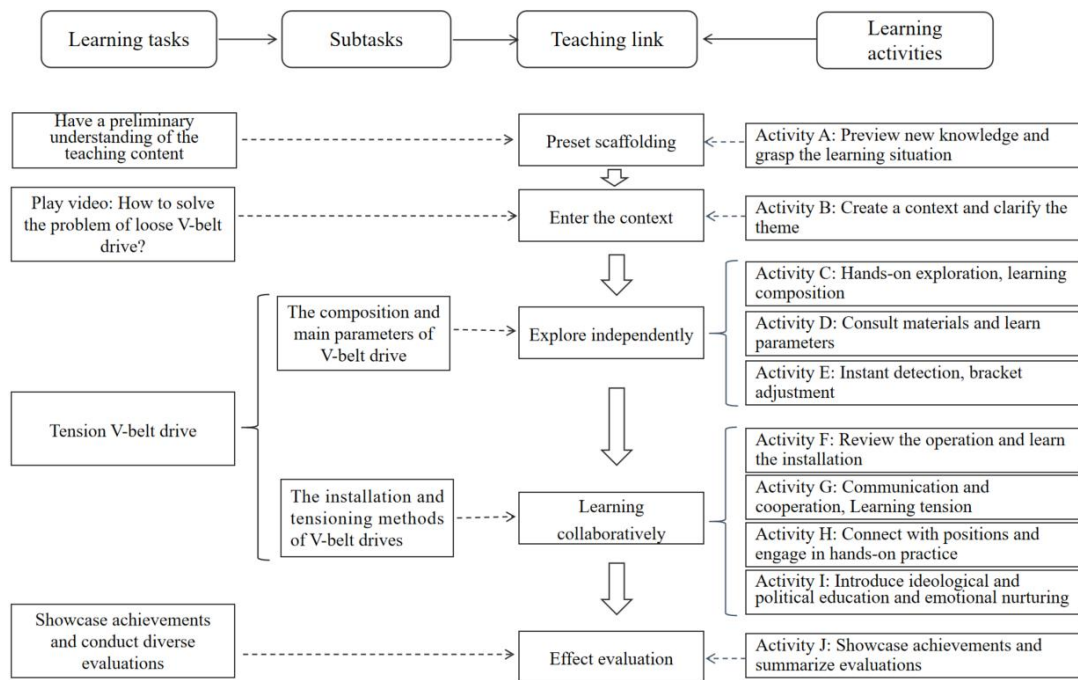 Learning tasks
Subtasks
Teaching link
Learning
activities
Have a preliminary
understanding of the
teaching content
Preset scaffolding
Activity A: Preview new knowledge and
grasp the learning situation
Play video: How to solve
the problem of loose V-belt
drive?
Enter the context
Activity B: Create a context and clarify the
theme
Tension V-belt drive
The composition and
main parameters of
V-belt drive
Explore independently
Activity C: Hands-on exploration, learning
composition
Activity D: Consult materials and learn
parameters
Activity E: Instant detection, bracket
adjustment
The installation and
tensioning methods
of V-belt drives
Learning
collaboratively
Activity F: Review the operation and learn
the installation
Activity G: Communication and
cooperation, Learning tension
Activity H: Connect with positions and
engage in hands-on practice
Activity I: Introduce ideological and
political education and emotional nurturing
Showcase achievements
and conduct diverse
evaluations
Effect evaluation
Activity J: Showcase achievements and
summarize evaluations